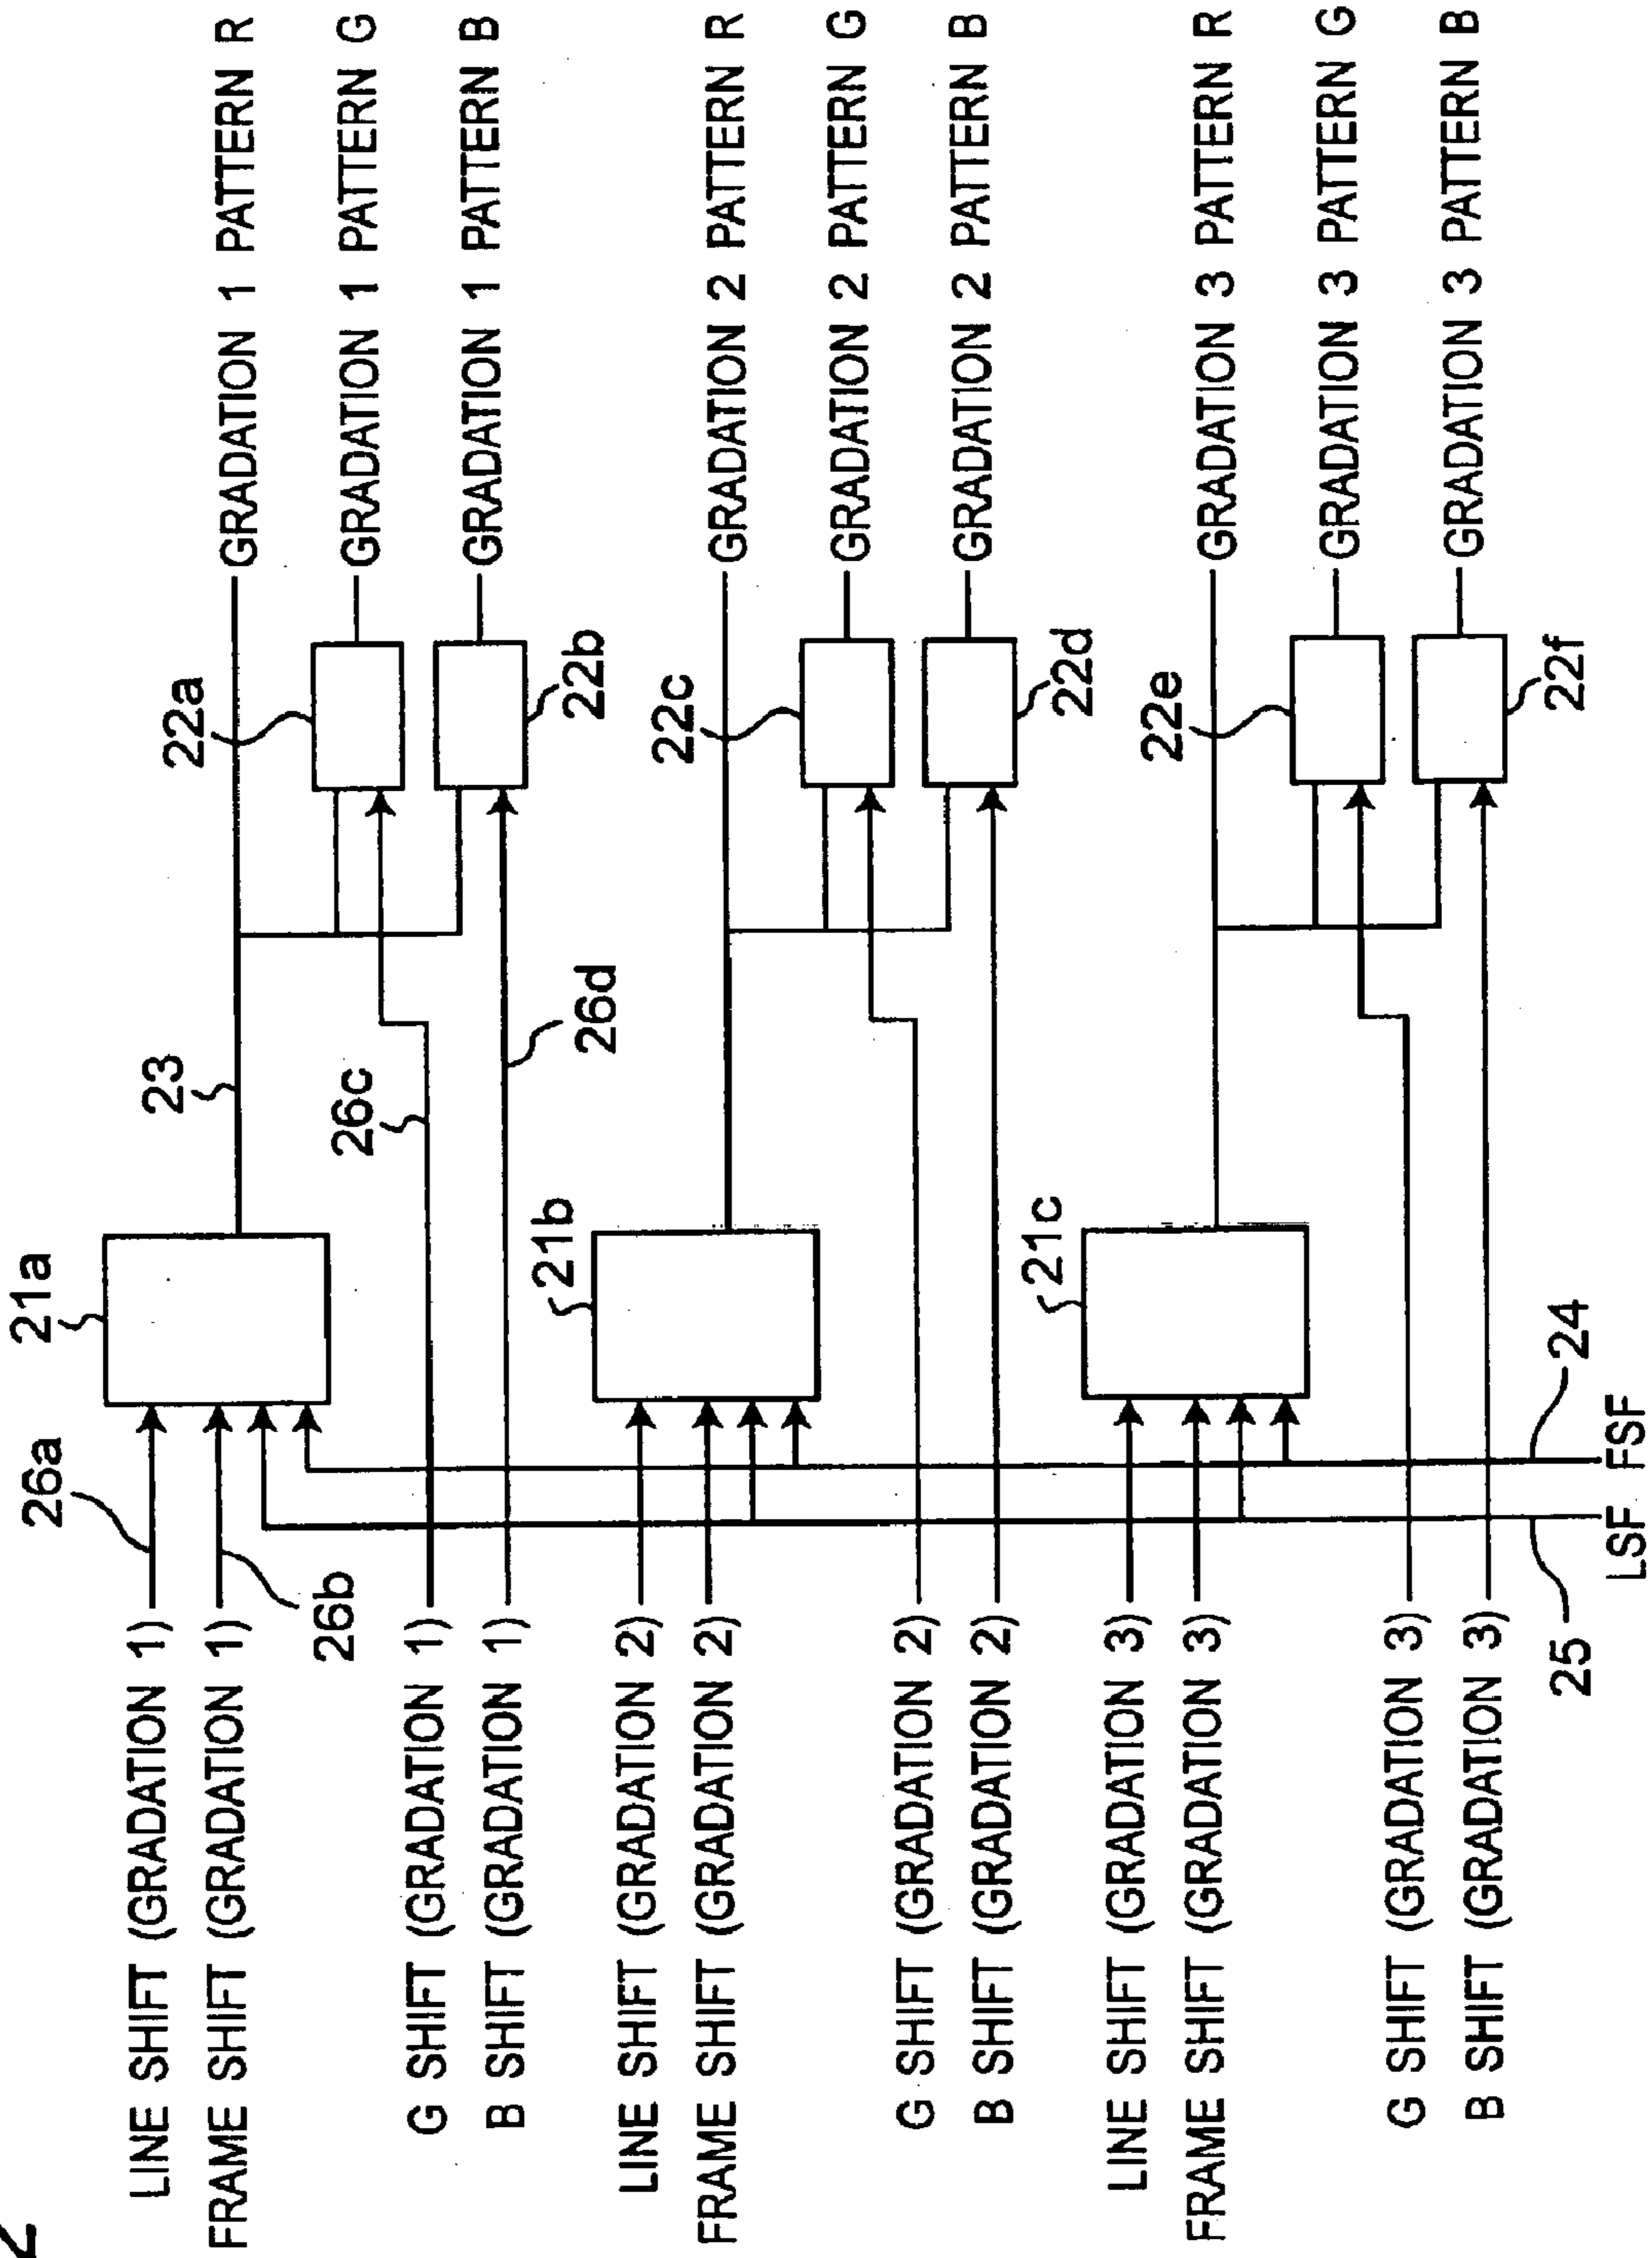 2
LINE SHIFT (GRADATION 1)
FRAME SHIFT (GRADATION 1)
G SHIFT (GRADATION 1)
B SHIFT (GRADATION 1)
LINE SHIFT (GRADATION 2)
FRAME SHIFT (GRADATION 2)
G SHIFT (GRADATION 2)
B SHIFT (GRADATION 2)
LINE SHIFT (GRADATION 3)
FRAME SHIFT (GRADATION 3)
G SHIFT (GRADATION 3)
B SHIFT (GRADATION 3)
26a
26b
21a
23
26c
26d
22a
22b
21b
22c
22d
21c
22e
22f
25
24
LSF
FSF
GRADATION 1 PATTERN R
GRADATION 1 PATTERN G
GRADATION 1 PATTERN B
GRADATION 2 PATTERN R
GRADATION 2 PATTERN G
GRADATION 2 PATTERN B
GRADATION 3 PATTERN R
GRADATION 3 PATTERN G
GRADATION 3 PATTERN B